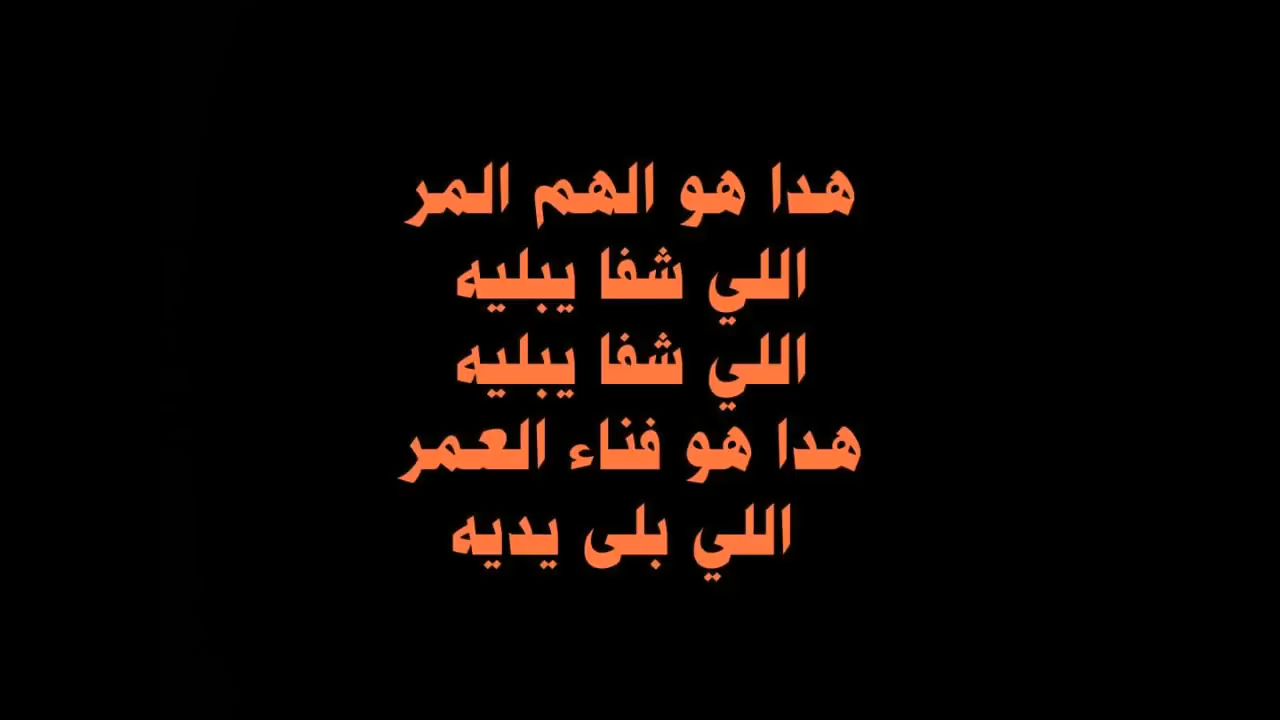 هدا هو الهم المر
اللي شفا يبليه
اللي شفا يبليه
هدا هو فناء العمر
اللي بلى يديه